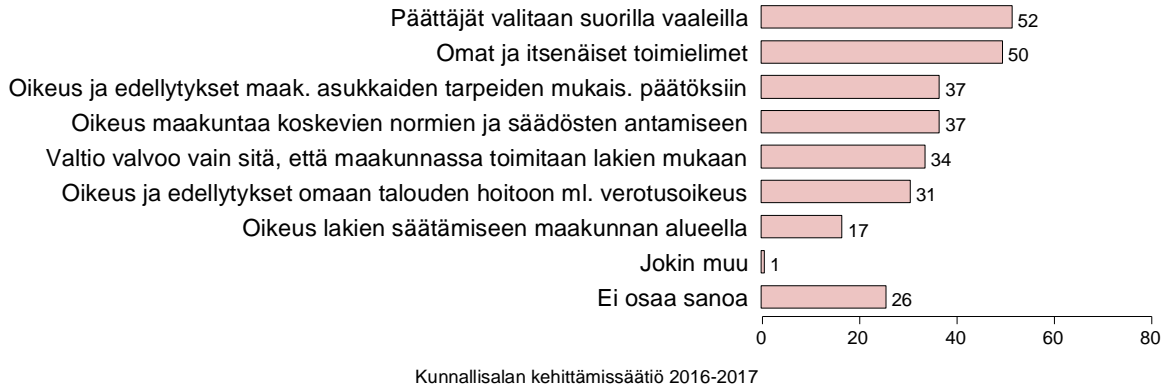 Päättäjät valitaan suorilla vaaleilla 52
Omat ja itsenäiset toimielimet 50
Oikeus ja edellytykset maak. asukkaiden tarpeiden mukais. päätöksiin 37
Oikeus maakuntaa koskevien normien ja säädösten antamiseen 37
Valtio valvoo vain sitä, että maakunnassa toimitaan lakien mukaan 34
Oikeus ja edellytykset omaan talouden hoitoon ml. verotusoikeus 31
Oikeus lakien säätämiseen maakunnan alueella 17
Jokin muu 1
Ei osaa sanoa 26
0 20 40 60 80
Kunnallisalan kehittämissäätiö 2016-2017